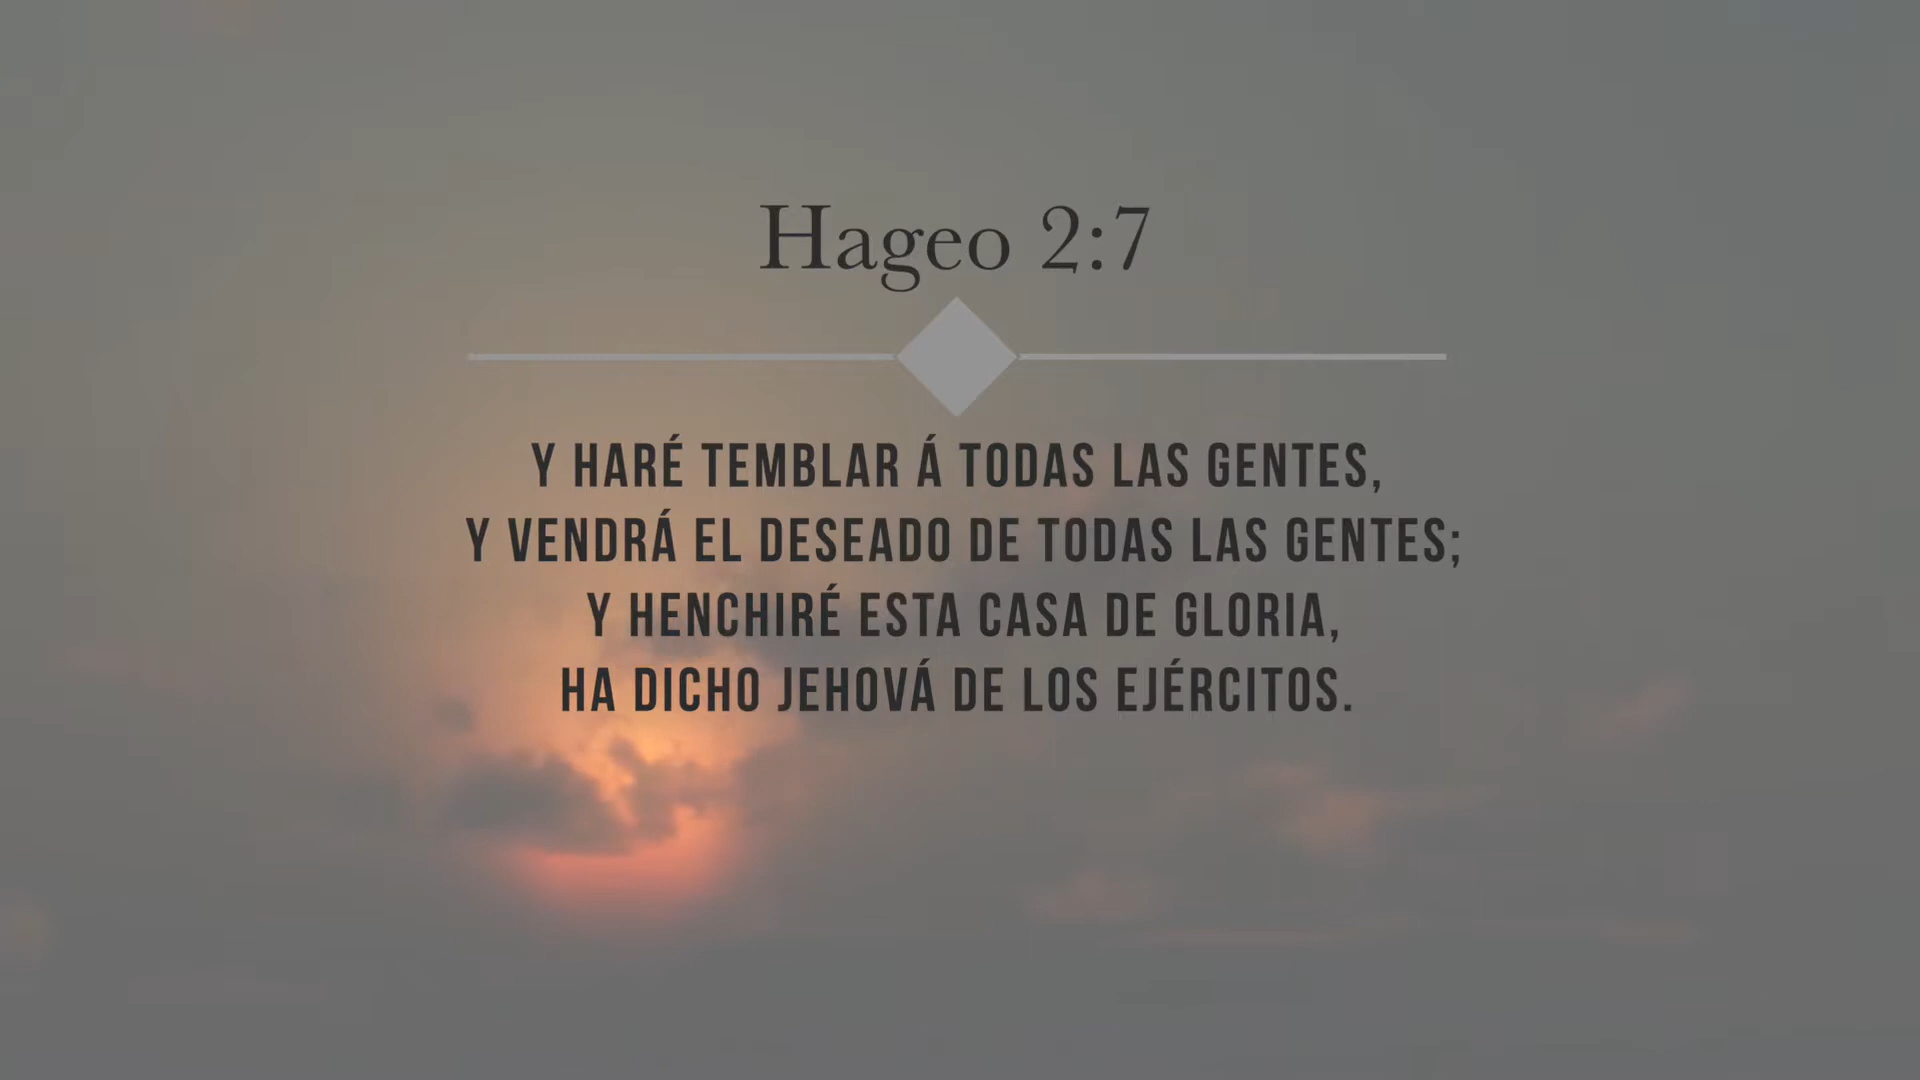 Hageo 2:7
Y HARÉ TEMBLAR Á TODAS LAS GENTES,
Y VENDRÁ EL DESEADO DE TODAS LAS GENTES;
Y HENCHIRÉ ESTA CASA DE GLORIA,
HA DICHO JEHOVÁ DE LOS EJÉRCITOS.